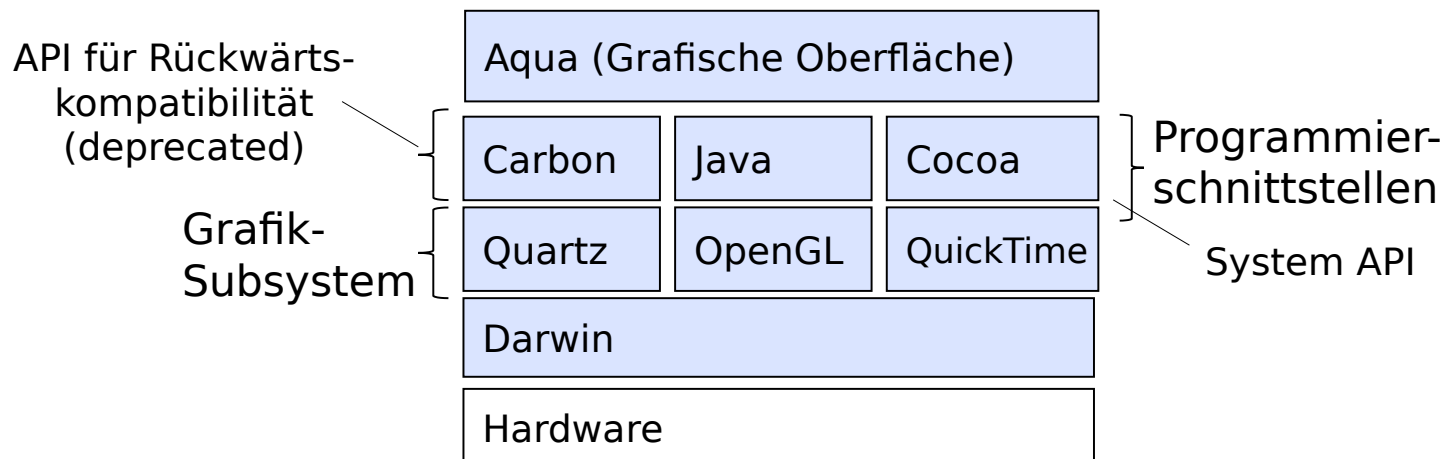 Aqua (Grafische Oberfläche)
API für Rückwärts-
kompatibilität
(deprecated)
Carbon
Java
Cocoa
Programmier-
schnittstellen
Grafik-
Subsystem
Quartz
OpenGL
QuickTime
System API
Darwin
Hardware